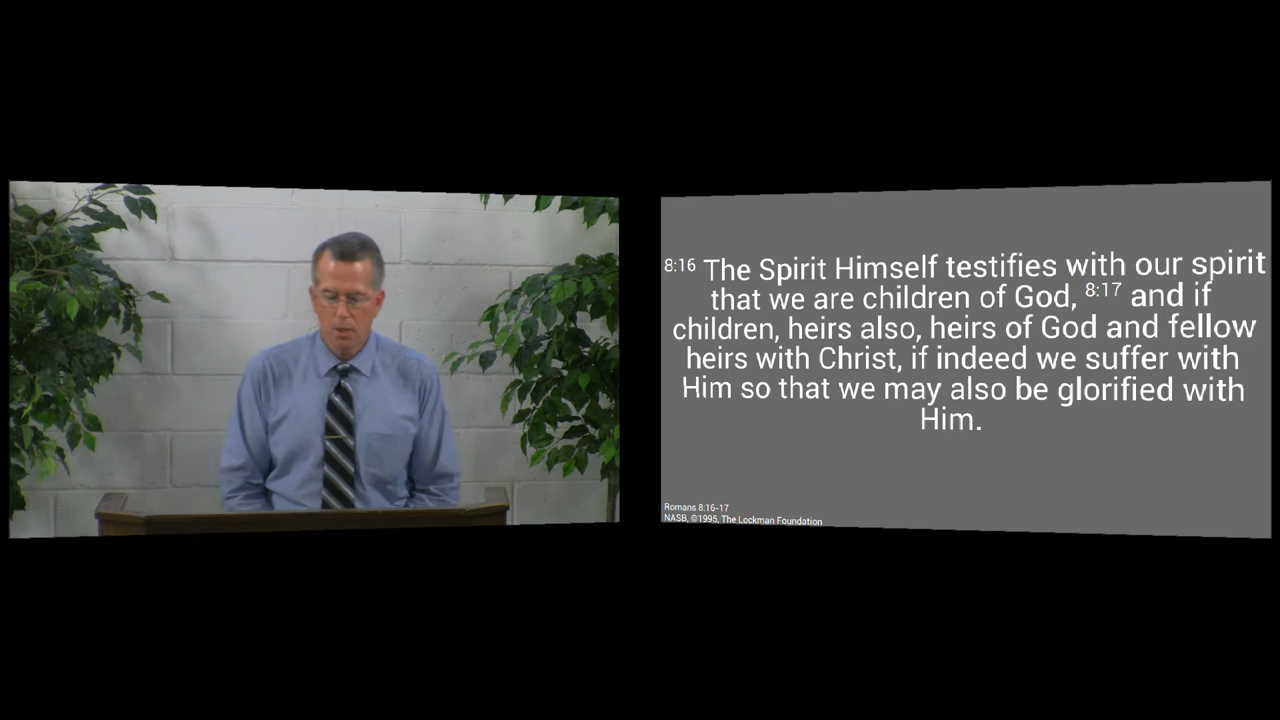 8:16 The Spirit Himself testifies with our spirit
that we are children of God, 8:17 and if
children, heirs also, heirs of God and fellow
heirs with Christ, if indeed we suffer with
Him so that we may also be glorified with
Him.
Romans 8:16-17
NASB, ©1995, The Lockman Foundation